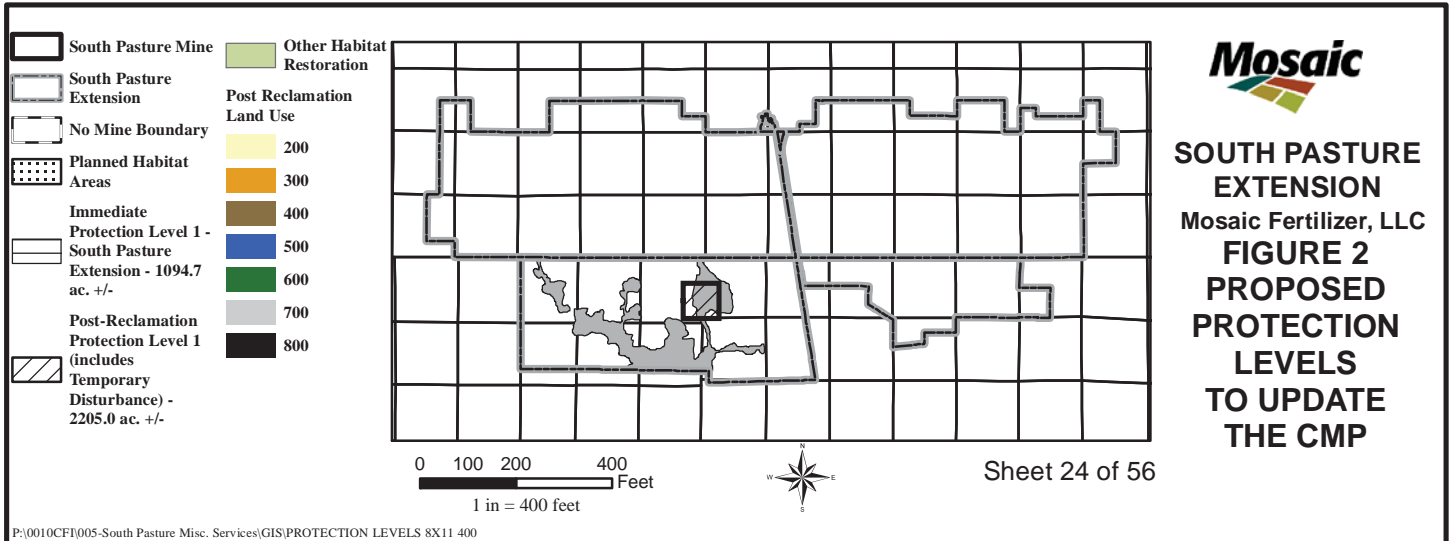 South Pasture Mine
South Pasture
Extension
No Mine Boundary
Planned Habitat
Areas
Immediate
Protection Level 1 -
South Pasture
Extension - 1094.7
ac. +/-
Post-Reclamation
Protection Level 1
(includes
Temporary
Disturbance) -
2205.0 ac. +/-
Other Habitat
Restoration
Post Reclamation
Land Use
200
300
400
500
600
700
800
0 100 200 400
Feet
1 in = 400 feet
N
W E
S
Sheet 24 of 56
Mosaic
SOUTH PASTURE
EXTENSION
Mosaic Fertilizer, LLC
FIGURE 2
PROPOSED
PROTECTION
LEVELS
TO UPDATE
THE CMP
P:\0010CFI\005-South Pasture Misc. Services\GIS\PROTECTION LEVELS 8X11 400